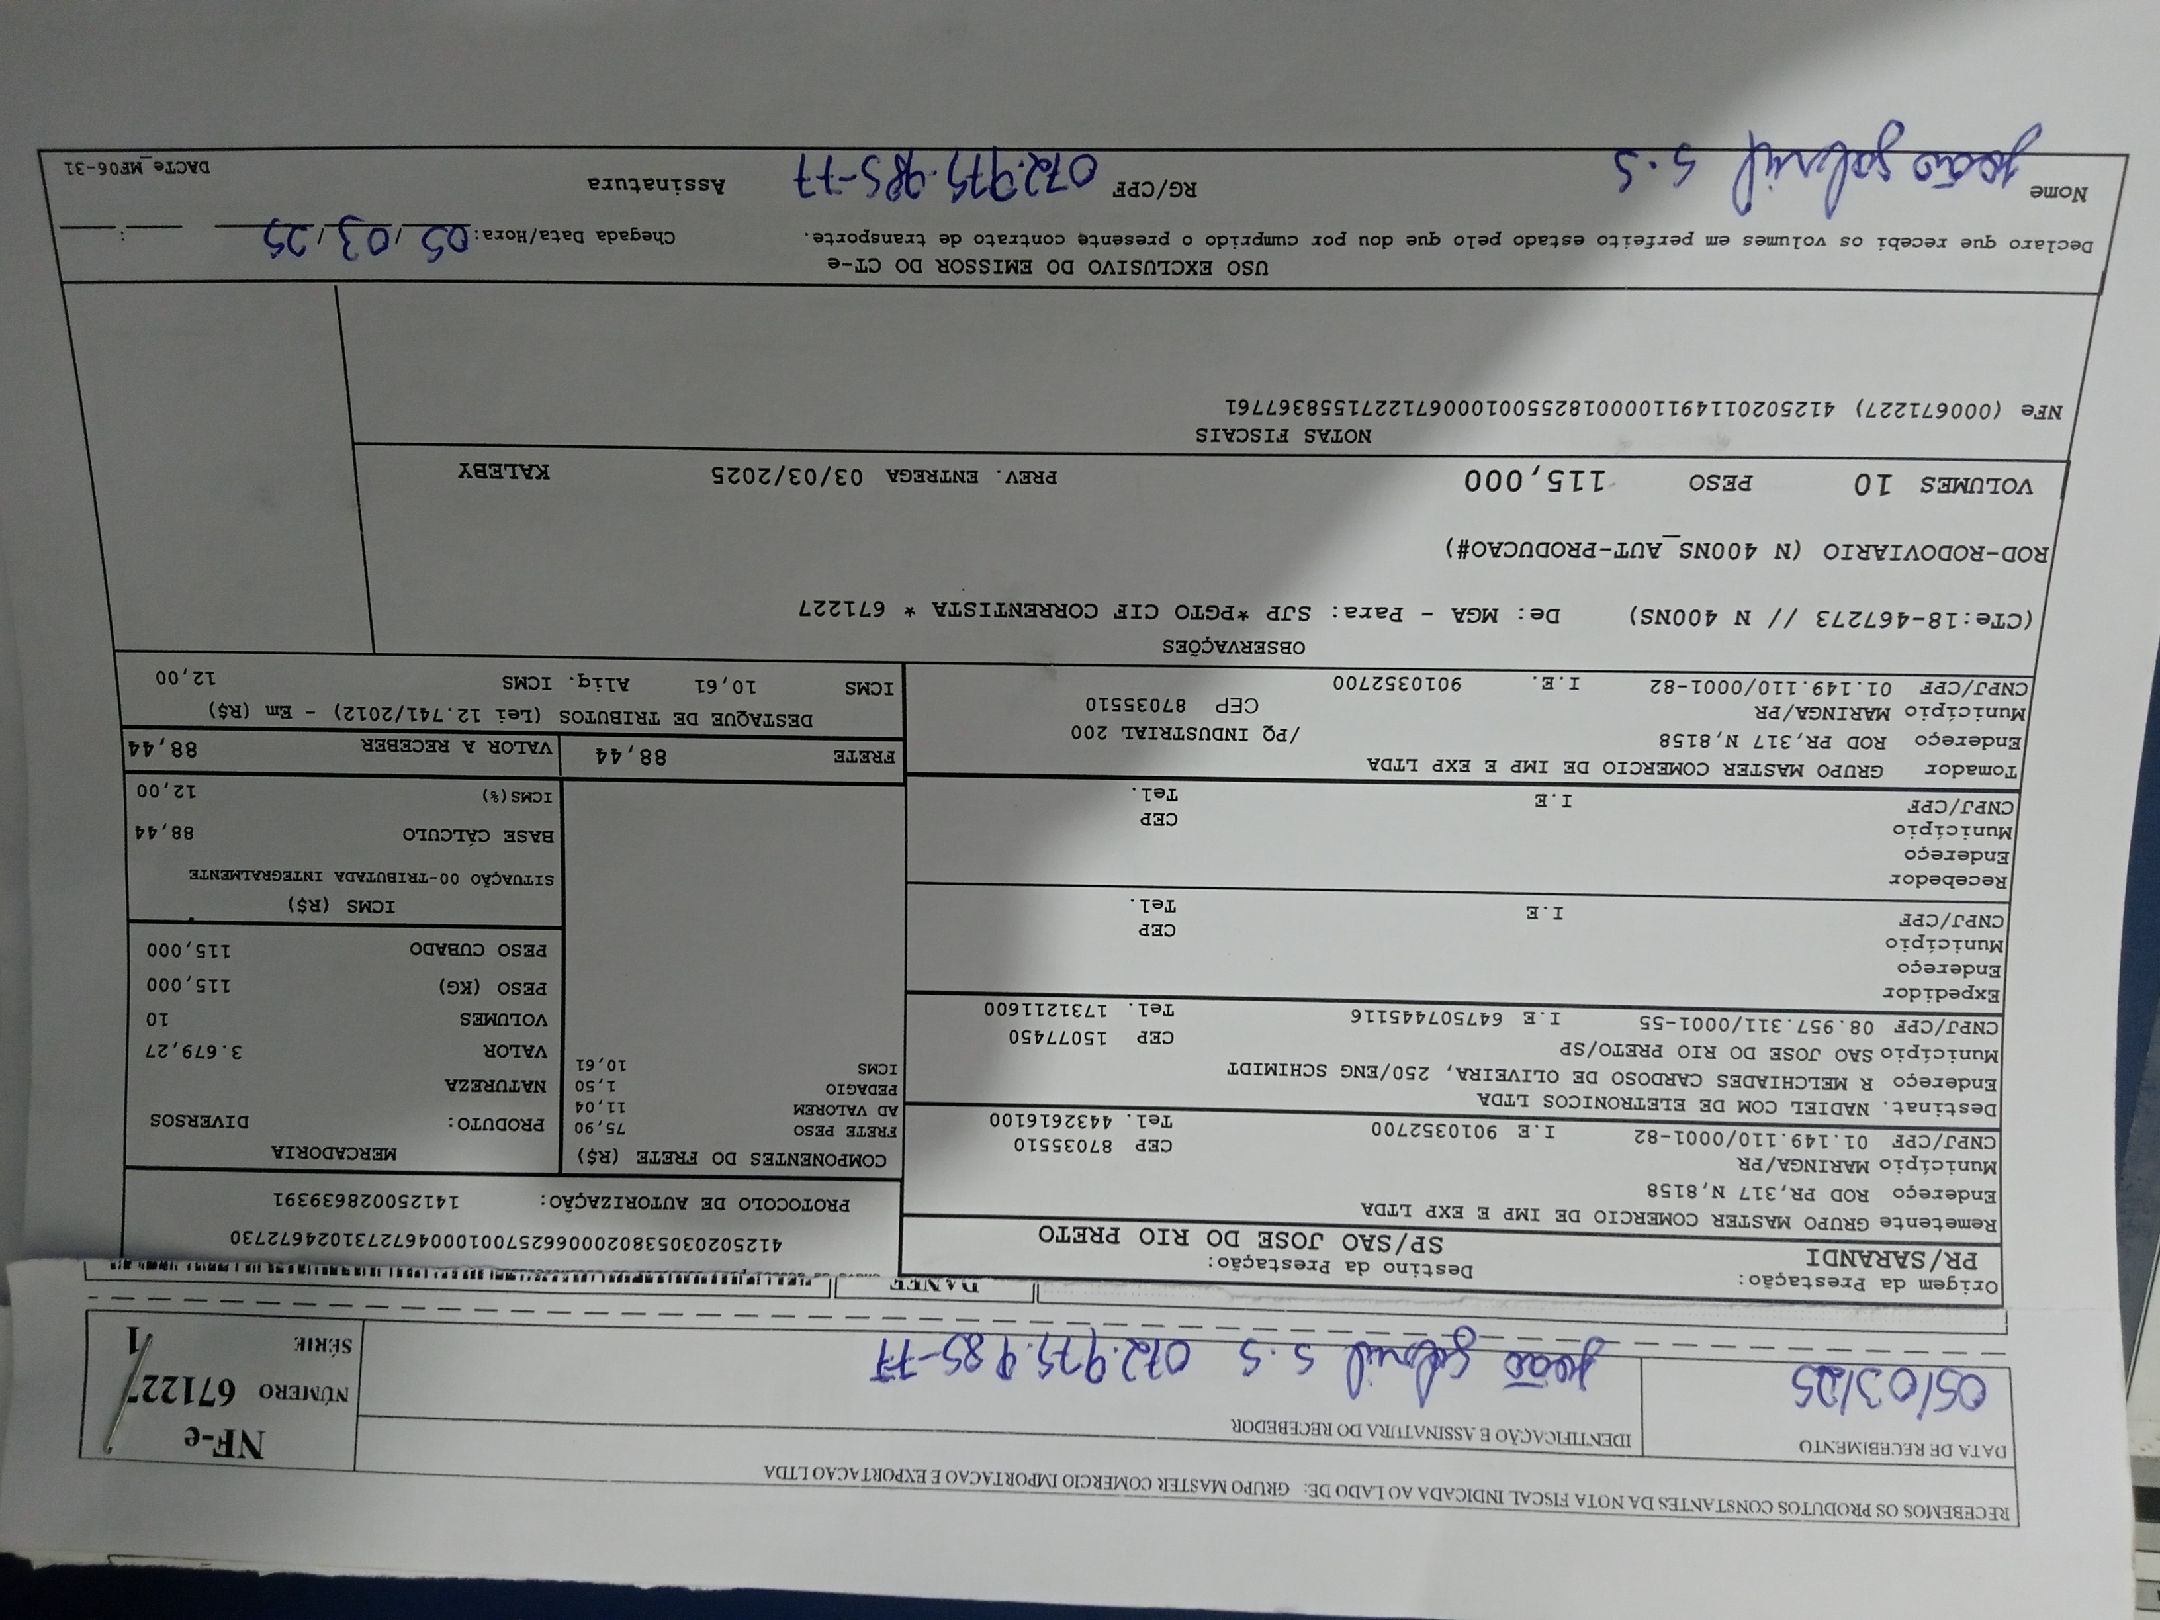 RECEBEMOS OS PRODUTOS CONSTANTES DA NOTA FISCAL INDICADA AO LADO DE: GRUPO MASTER COMERCIO IMPORTACAO E EXPORTACAO LTDA
NF-e
NÚMERO 671227
SÉRIE 1
DATA DE RECEBIMENTO
05/03/25
IDENTIFICAÇÃO E ASSINATURA DO RECEBEDOR
João Gabriel S.S 072.975.985-77
DANFE
Origem da Prestação:
PR/SARANDI
Destino da Prestação:
SP/SAO JOSE DO RIO PRETO
Remetente GRUPO MASTER COMERCIO DE IMP E EXP LTDA
Endereço ROD PR,317 N,8158
Município MARINGA/PR CEP 87035510
CNPJ/CPF 01.149.110/0001-82 I.E 9010352700 Tel. 4432616100
Destinat. NADIEL COM DE ELETRONICOS LTDA
Endereço R MELCHIADES CARDOSO DE OLIVEIRA, 250/ENG SCHIMIDT
Município SAO JOSE DO RIO PRETO/SP CEP 15077450
CNPJ/CPF 08.957.311/0001-55 I.E 647507445116 Tel. 1731211600
Expedidor
Endereço
Município CEP
CNPJ/CPF I.E Tel.
Recebedor
Endereço
Município CEP
CNPJ/CPF I.E Tel.
Tomador GRUPO MASTER COMERCIO DE IMP E EXP LTDA
Endereço ROD PR,317 N,8158 /PQ INDUSTRIAL 200
Município MARINGA/PR CEP 87035510
CNPJ/CPF 01.149.110/0001-82 I.E. 9010352700
41250203053802000662570010004672731024672730
PROTOCOLO DE AUTORIZAÇÃO: 141250028639391
COMPONENTES DO FRETE (R$)
FRETE PESO 75,90
AD VALOREM 11,04
PEDAGIO 1,50
ICMS 10,61
MERCADORIA
PRODUTO: DIVERSOS
NATUREZA
VALOR 3.679,27
VOLUMES 10
PESO (KG) 115,000
PESO CUBADO 115,000
ICMS (R$)
SITUAÇÃO 00-TRIBUTADA INTEGRALMENTE
BASE CÁLCULO 88,44
ICMS(%) 12,00
FRETE 88,44 VALOR A RECEBER 88,44
DESTAQUE DE TRIBUTOS (Lei 12.741/2012) - Em (R$)
ICMS 10,61 Aliq. ICMS 12,00
OBSERVAÇÕES
(CTe:18-467273 // N 400NS) De: MGA - Para: SJP *PGTO CIF CORRENTISTA * 671227
ROD-RODOVIARIO (N 400NS_AUT-PRODUCAO#)
VOLUMES 10 PESO 115,000 PREV. ENTREGA 03/03/2025 KALEBY
NOTAS FISCAIS
NFe (000671227) 41250201149110000182550010006712271558367761
USO EXCLUSIVO DO EMISSOR DO CT-e
Declaro que recebi os volumes em perfeito estado pelo que dou por cumprido o presente contrato de transporte. Chegada Data/Hora: 05/03/25 __:__
Nome João Gabriel S.S RG/CPF 072.975.985-77 Assinatura
DACTe_MF06-31